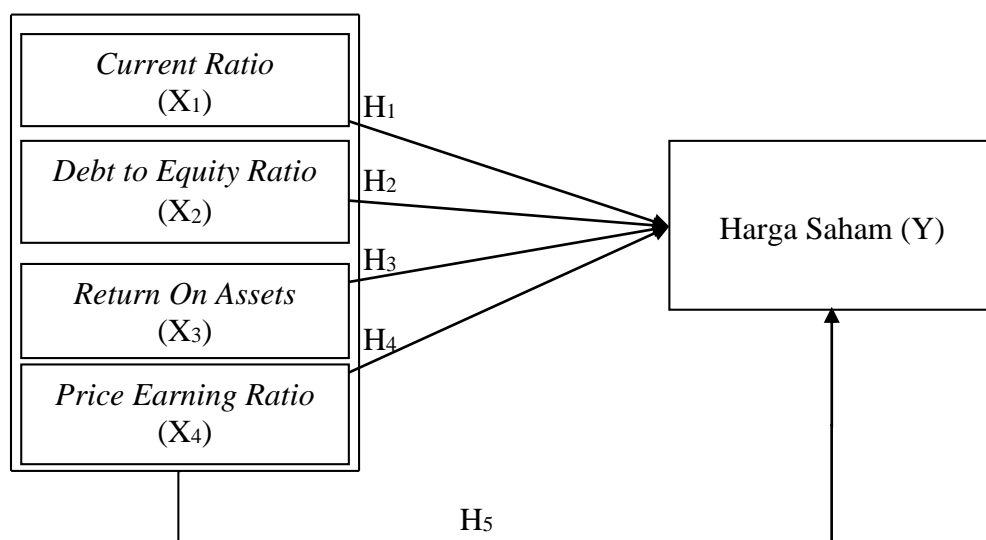 Current Ratio
(X1)
H1
Debt to Equity Ratio
(X2)
H2
Harga Saham (Y)
H3
Return On Assets
(X3)
H4
Price Earning Ratio
(X4)
H5